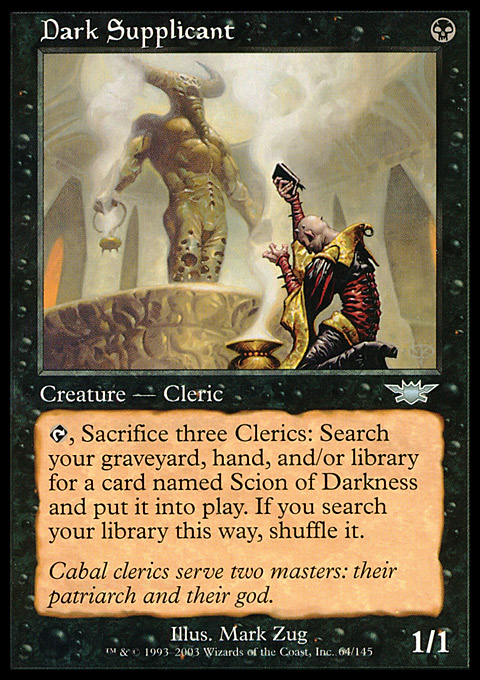 Dark Supplicant
Creature — Cleric
, Sacrifice three Clerics: Search
your graveyard, hand, and/or library
for a card named Scion of Darkness
and put it into play. If you search
your library this way, shuffle it.
Cabal clerics serve two masters: their
patriarch and their god.
Illus. Mark Zug
1/1
™ & © 1993–2003 Wizards of the Coast, Inc. 64/145